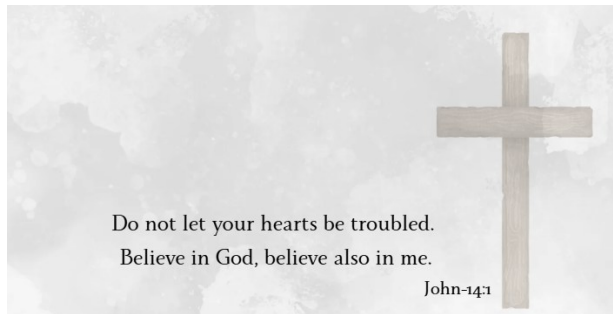 Do not let your hearts be troubled.
Believe in God, believe also in me.
John-14:1